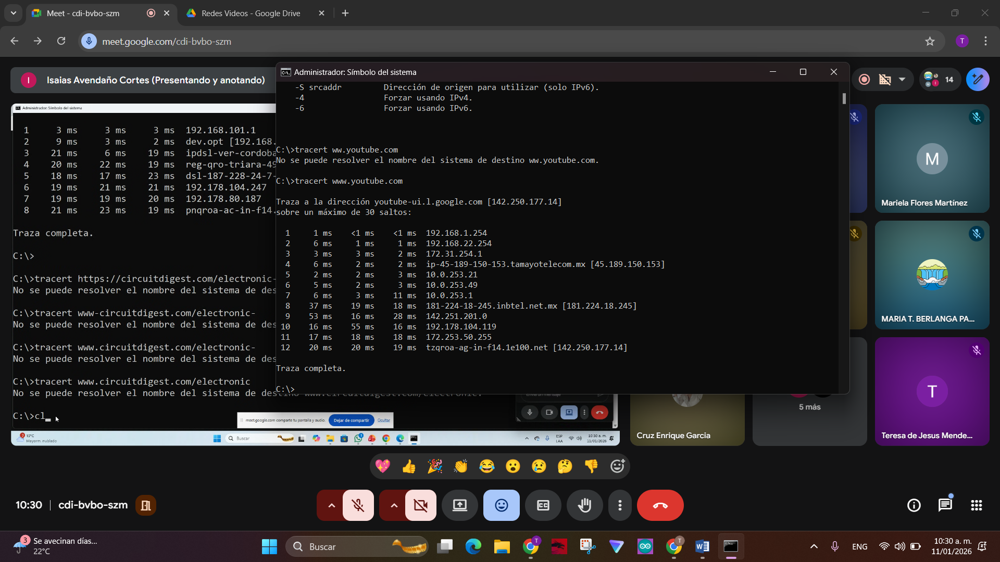 Meet - cdi-bvbo-szm
Redes Videos - Google Drive
meet.google.com/cdi-bvbo-szm
T
I
Isaias Avendaño Cortes (Presentando y anotando)
14
Administrador: Símbolo del sistema
1 3 ms 3 ms 3 ms 192.168.101.1
2 9 ms 3 ms 2 ms dev.opt [192.168.
3 21 ms 6 ms 19 ms ipdsl-ver-cordoba
4 20 ms 22 ms 19 ms reg-qro-triara-49
5 18 ms 17 ms 23 ms dsl-187-228-24-7-
6 19 ms 21 ms 21 ms 192.178.104.247
7 19 ms 19 ms 20 ms 192.178.80.187
8 21 ms 23 ms 19 ms pnqroa-ac-in-f14.
Traza completa.
C:\>
C:\>tracert https://circuitdigest.com/electronic-
No se puede resolver el nombre del sistema de des
C:\>tracert www-circuitdigest.com/electronic-
No se puede resolver el nombre del sistema de des
C:\>tracert www.circuitdigest.com/electronic-
No se puede resolver el nombre del sistema de des
C:\>tracert www.circuitdigest.com/electronic
No se puede resolver el nombre del sistema de destino www.circuitdigest.com/electronic.
C:\>cl_
meet.google.com comparte tu pantalla y audio. Dejar de compartir Ocultar
3 15°C
Mayorm. nublado
Buscar
ESP
LAA
10:30 a. m.
11/01/2026
Administrador: Símbolo del sistema
-S srcaddr Dirección de origen para utilizar (solo IPv6).
-4 Forzar usando IPv4.
-6 Forzar usando IPv6.
C:\>tracert ww.youtube.com
No se puede resolver el nombre del sistema de destino ww.youtube.com.
C:\>tracert www.youtube.com
Traza a la dirección youtube-ui.l.google.com [142.250.177.14]
sobre un máximo de 30 saltos:
1 1 ms <1 ms <1 ms 192.168.1.254
2 6 ms 1 ms 1 ms 192.168.22.254
3 3 ms 3 ms 2 ms 172.31.254.1
4 6 ms 2 ms 2 ms ip-45-189-150-153.tamayotelecom.mx [45.189.150.153]
5 2 ms 2 ms 3 ms 10.0.253.21
6 5 ms 2 ms 3 ms 10.0.253.49
7 6 ms 3 ms 11 ms 10.0.253.1
8 37 ms 19 ms 18 ms 181-224-18-245.inbtel.net.mx [181.224.18.245]
9 53 ms 16 ms 28 ms 142.251.201.0
10 16 ms 55 ms 16 ms 192.178.104.119
11 17 ms 18 ms 18 ms 172.253.50.255
12 20 ms 20 ms 19 ms tzqroa-ag-in-f14.1e100.net [142.250.177.14]
Traza completa.
C:\>
M
Mariela Flores Martínez
MARIA T. BERLANGA PA...
Cruz Enrique Garcia
5 más
T
Teresa de Jesus Mende...
10:30 | cdi-bvbo-szm
CC
3
Se avecinan días...
22°C
Buscar
ENG
10:30 a. m.
11/01/2026